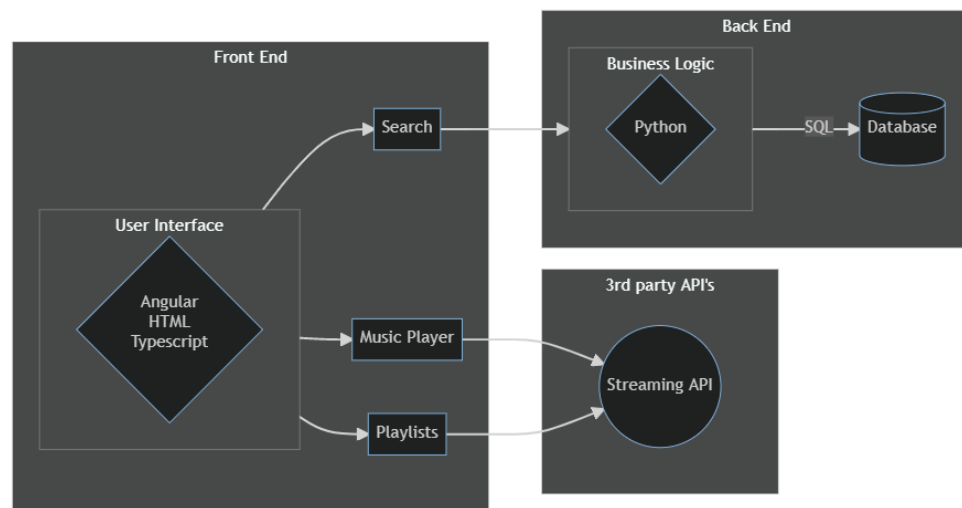 Front End
Search
User Interface
Angular
HTML
Typescript
Music Player
Playlists
Back End
Business Logic
Python
SQL
Database
3rd party API's
Streaming API